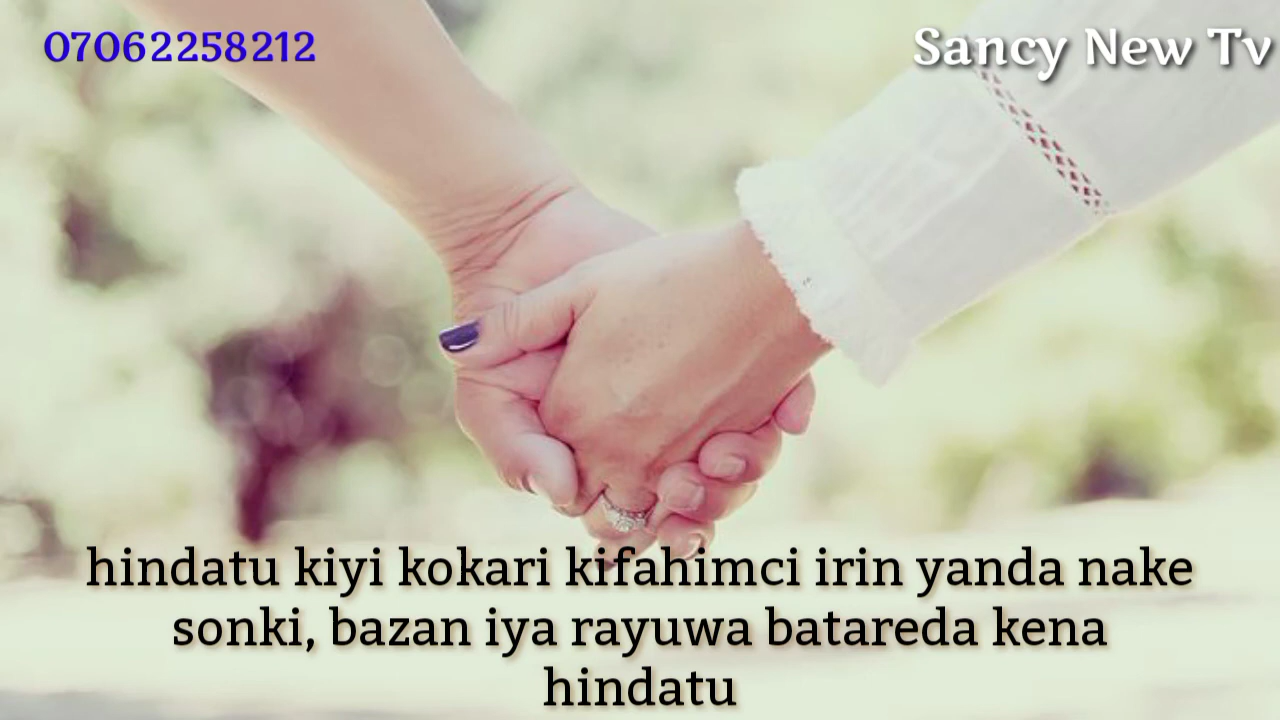 07062258212
Sancy New Tv
hindatu kiyi kokari kifahimci irin yanda nake
sonki, bazan iya rayuwa batareda kena
hindatu